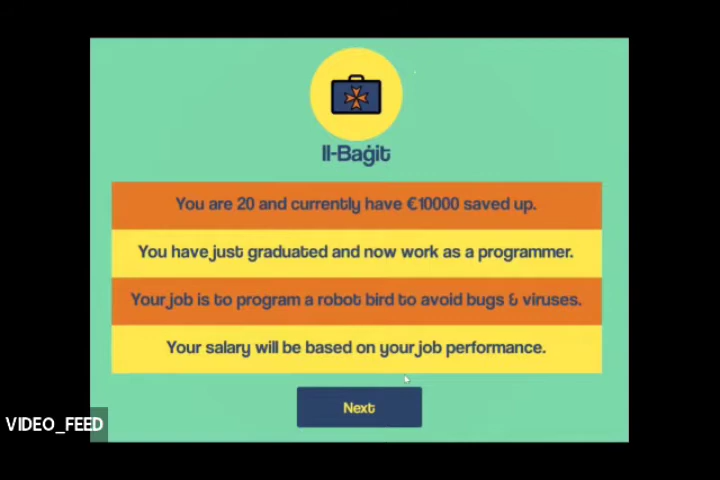 Il-Baġit
You are 20 and currently have €10000 saved up.
You have just graduated and now work as a programmer.
Your job is to program a robot bird to avoid bugs & viruses.
Your salary will be based on your job performance.
Next
VIDEO_FEED